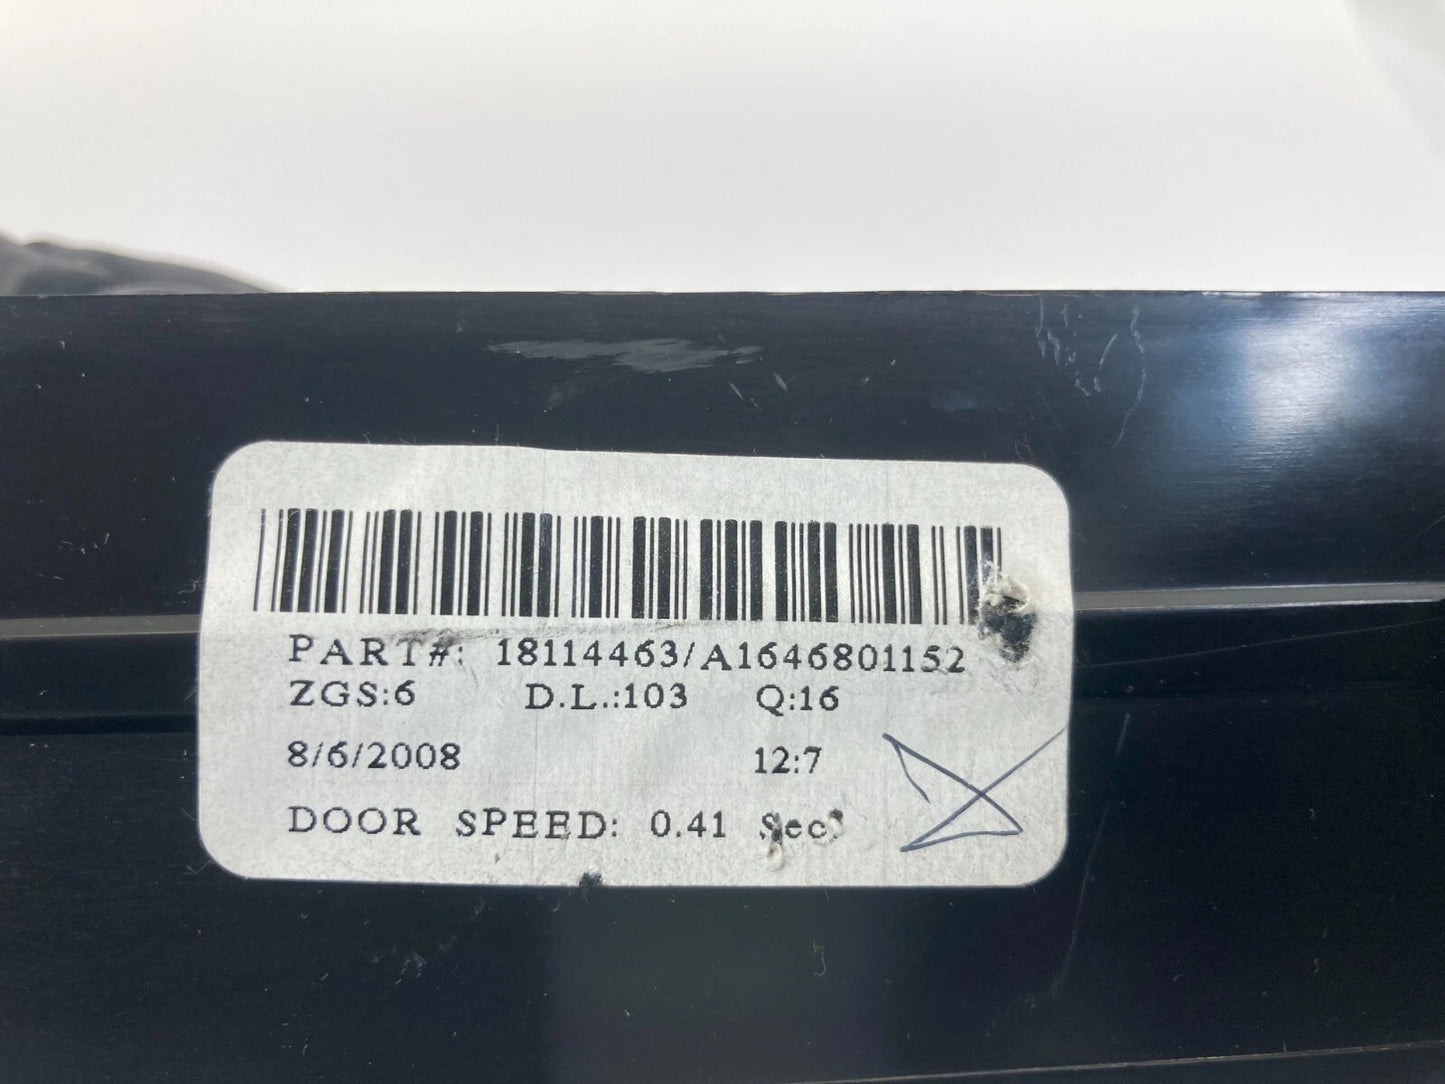 PART#: 18114463/A1646801152
ZGS:6 D.L.:103 Q:16
8/6/2008 12:7
DOOR SPEED: 0.41 Sec.